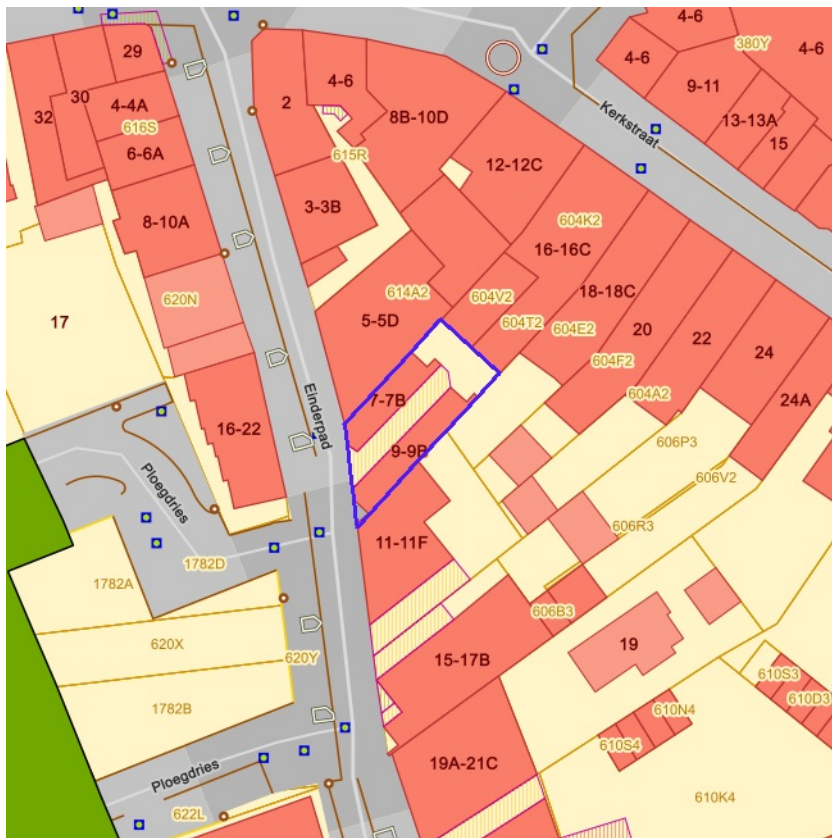 4-6
4-6
380Y
4-6
29
30
4-6
9-11
32
4-4A
2
8B-10D
13-13A
616S
Kerkstraat
15
6-6A
615R
12-12C
3-3B
8-10A
604K2
16-16C
620N
614A2
604V2
18-18C
17
5-5D
604T2
604E2
20
22
24
604F2
7-7B
604A2
24A
Einderpad
16-22
9-9B
606P3
Ploegdries
606V2
606R3
11-11F
1782D
1782A
606B3
620X
620Y
15-17B
19
610S3
1782B
610N4
610D3
610S4
Ploegdries
19A-21C
622L
610K4